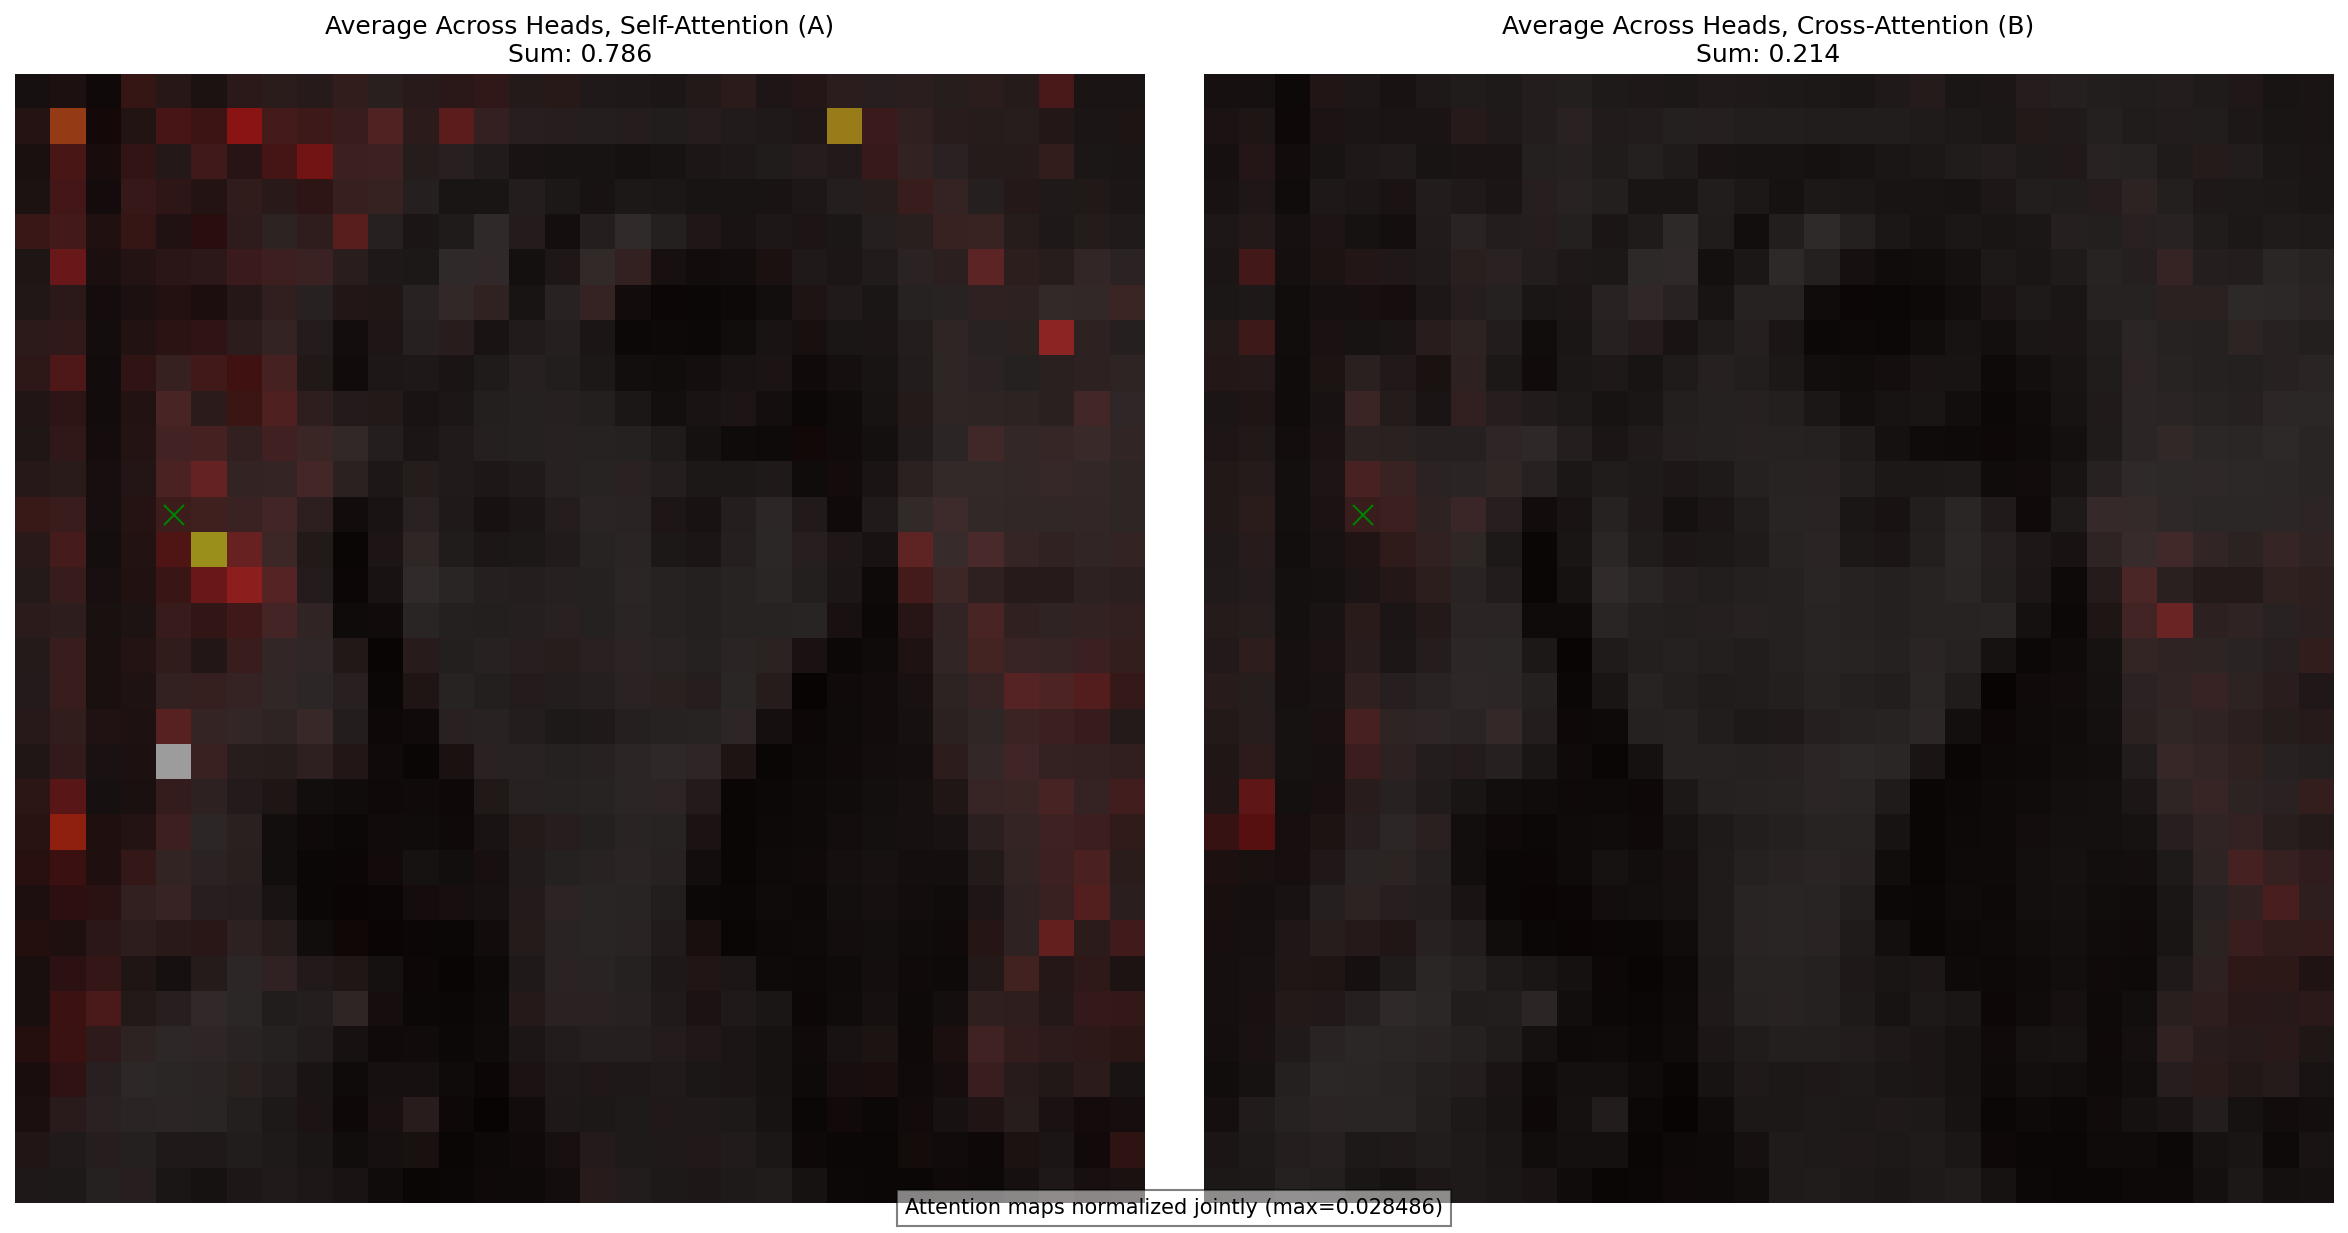 Average Across Heads, Self-Attention (A)
Sum: 0.786
Average Across Heads, Cross-Attention (B)
Sum: 0.214
Attention maps normalized jointly (max=0.028486)